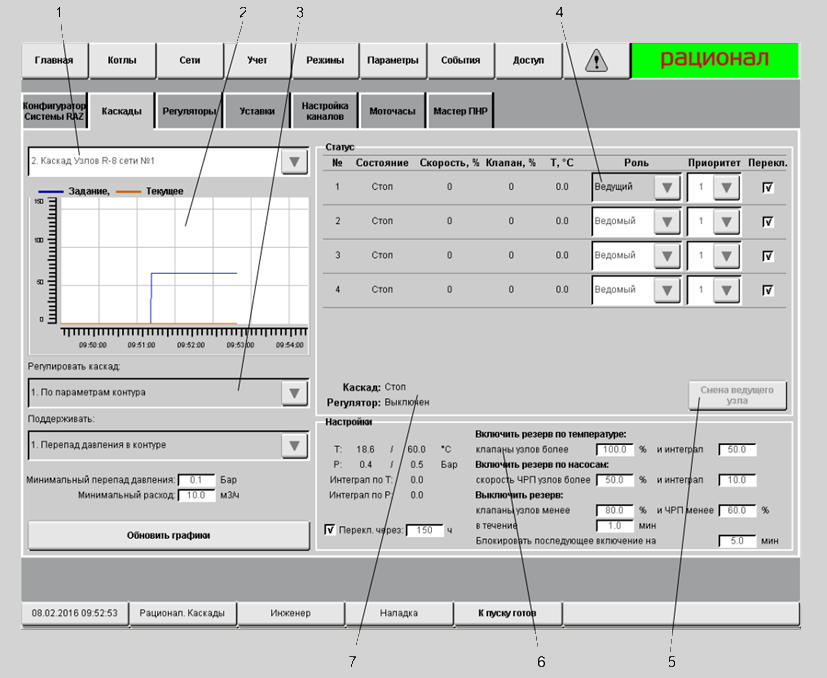 1 2 3 4
Главная Котлы Сети Учет Режимы Параметры События Доступ рационал
Конфигуратор Системы RAZ Каскады Регуляторы Уставки Настройка каналов Моточасы Мастер ПНР
2. Каскад Узлов R-8 сети №1
Задание, Текущее
150
100
50
0
09:50:00 09:51:00 09:52:00 09:53:00 09:54:00
Регулировать каскад:
1. По параметрам контура
Поддерживать:
1. Перепад давления в контуре
Минимальный перепад давления: 0.1 Бар
Минимальный расход: 10.0 м3/ч
Обновить графики
Статус
№ Состояние Скорость, % Клапан, % T, °C Роль Приоритет Перекл.
1 Стоп 0 0 0.0 Ведущий 1
2 Стоп 0 0 0.0 Ведомый 1
3 Стоп 0 0 0.0 Ведомый 1
4 Стоп 0 0 0.0 Ведомый 1
Каскад: Стоп
Регулятор: Выключен
Смена ведущего
узла
Настройки
T: 18.6 / 60.0 °C
P: 0.4 / 0.5 Бар
Интеграл по T: 0.0
Интеграл по P: 0.0
Перекл. через: 150 ч
Включить резерв по температуре:
клапаны узлов более 100.0 % и интеграл 50.0
Включить резерв по насосам:
скорость ЧРП узлов более 50.0 % и интеграл 10.0
Выключить резерв:
клапаны узлов менее 80.0 % и ЧРП менее 60.0 %
в течение 1.0 мин
Блокировать последующее включение на 5.0 мин
08.02.2016 09:52:53 Рационал. Каскады Инженер Наладка К пуску готов
7 6 5